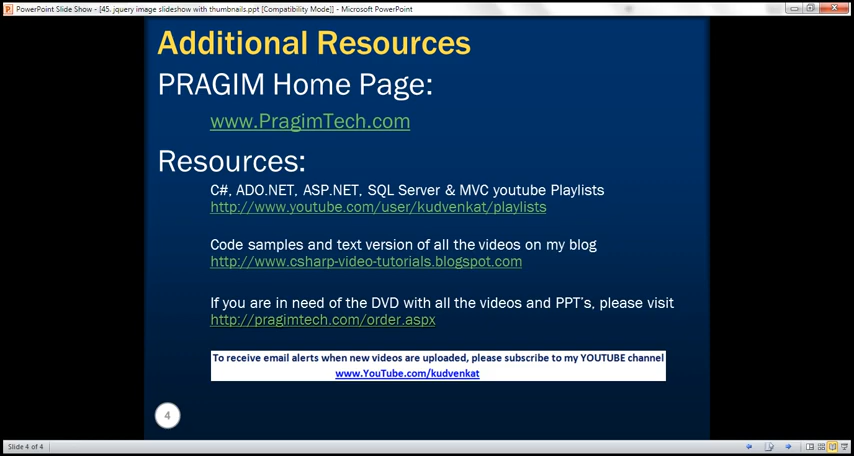 PowerPoint Slide Show - [45. jquery image slideshow with thumbnails.ppt [Compatibility Mode]] - Microsoft PowerPoint
Additional Resources
PRAGIM Home Page:
www.PragimTech.com
Resources:
C#, ADO.NET, ASP.NET, SQL Server & MVC youtube Playlists
http://www.youtube.com/user/kudvenkat/playlists
Code samples and text version of all the videos on my blog
http://www.csharp-video-tutorials.blogspot.com
If you are in need of the DVD with all the videos and PPT's, please visit
http://pragimtech.com/order.aspx
To receive email alerts when new videos are uploaded, please subscribe to my YOUTUBE channel
www.YouTube.com/kudvenkat
4
Slide 4 of 4